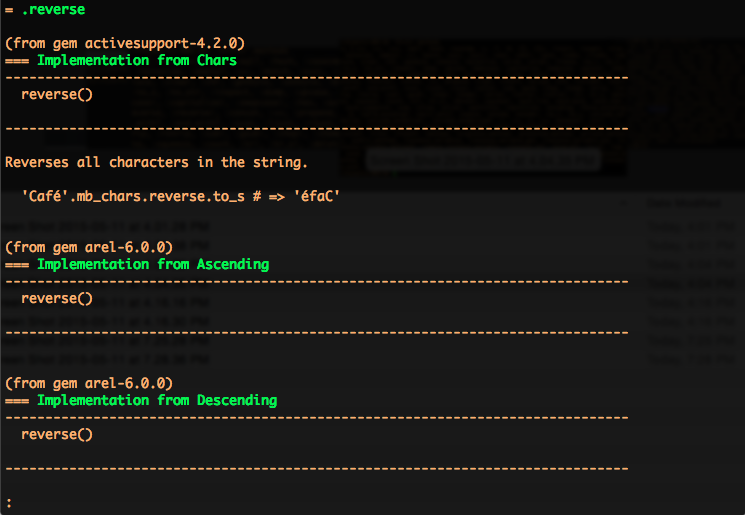 = .reverse
(from gem activesupport-4.2.0)
=== Implementation from Chars
------------------------------------------------------------------------------
reverse()
------------------------------------------------------------------------------
Reverses all characters in the string.
'Café'.mb_chars.reverse.to_s # => 'éfaC'
(from gem arel-6.0.0)
=== Implementation from Ascending
------------------------------------------------------------------------------
reverse()
------------------------------------------------------------------------------
(from gem arel-6.0.0)
=== Implementation from Descending
------------------------------------------------------------------------------
reverse()
------------------------------------------------------------------------------
: